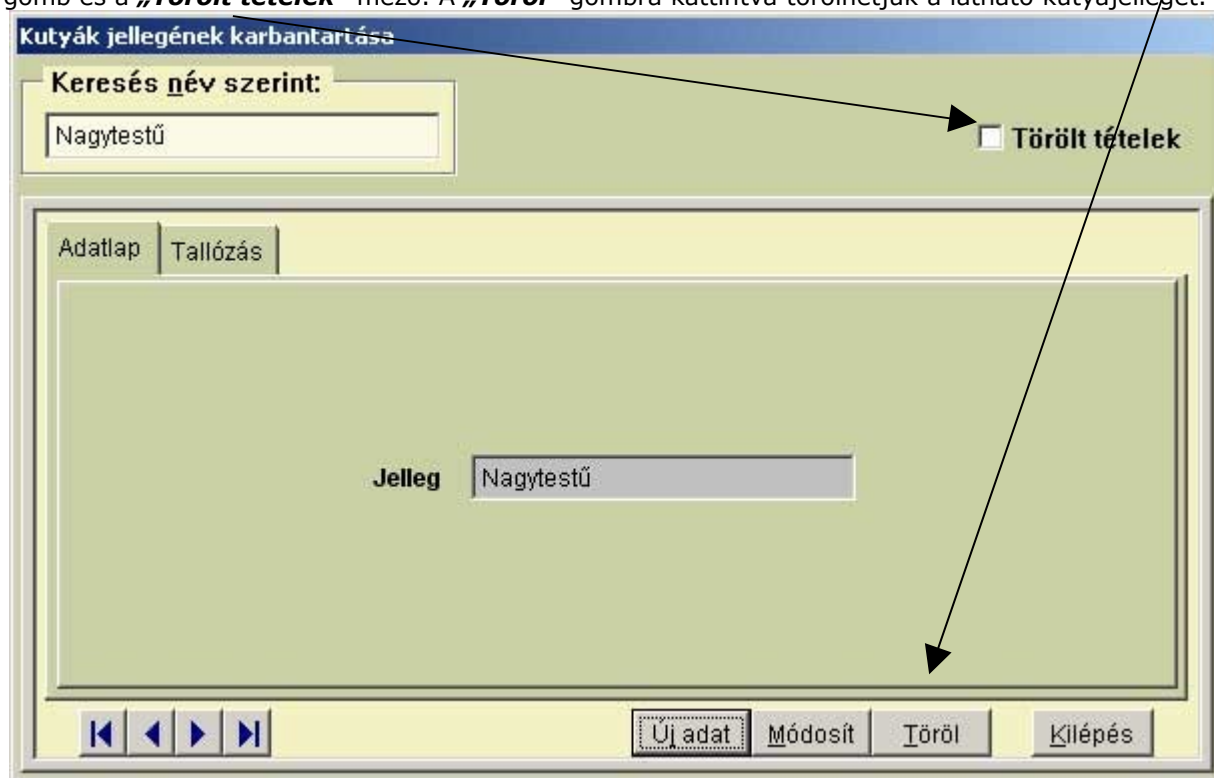 gomb és a „Törölt tételek” mező. A „Töröl” gombra kattintva törölhetjük a látható kutyajelleget.
Kutyák jellegének karbantartása
Keresés név szerint:
Nagytestű
Törölt tételek
Adatlap Tallózás
Jelleg Nagytestű
Új adat Módosít Töröl Kilépés